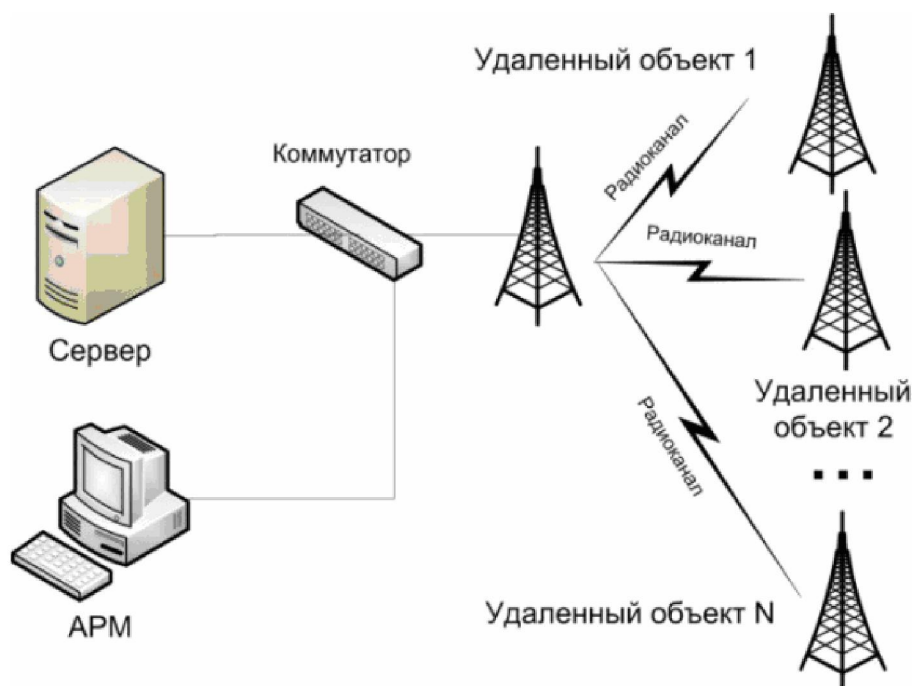 Удаленный объект 1
Коммутатор
Радиоканал
Радиоканал
Сервер
Удаленный
объект 2
Радиоканал
...
Удаленный объект N
АРМ